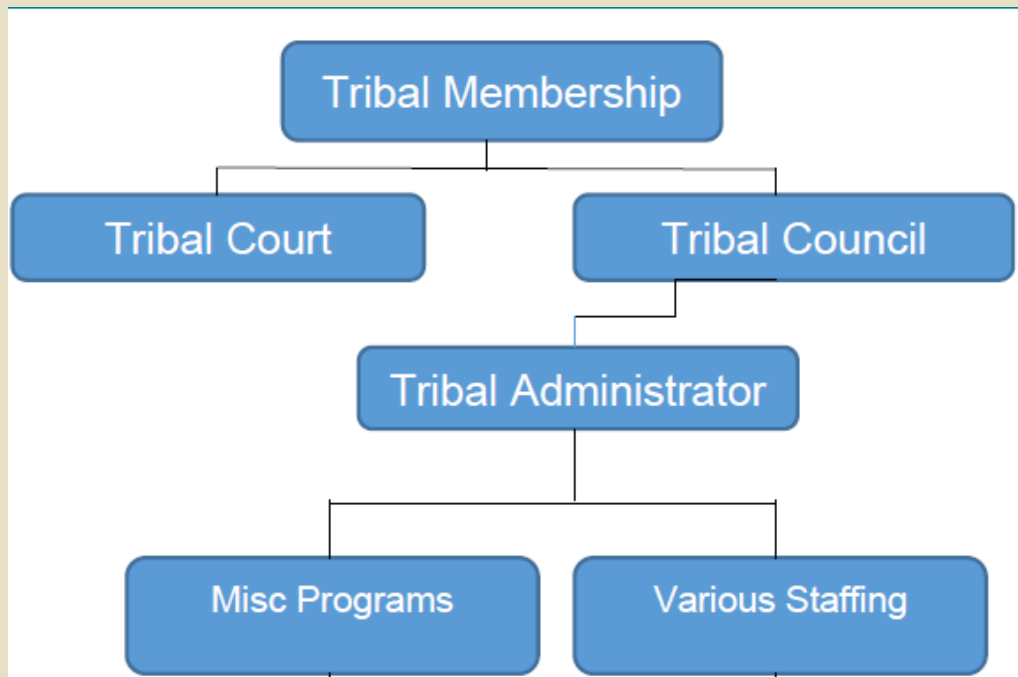 Tribal Membership
Tribal Court
Tribal Council
Tribal Administrator
Misc Programs
Various Staffing